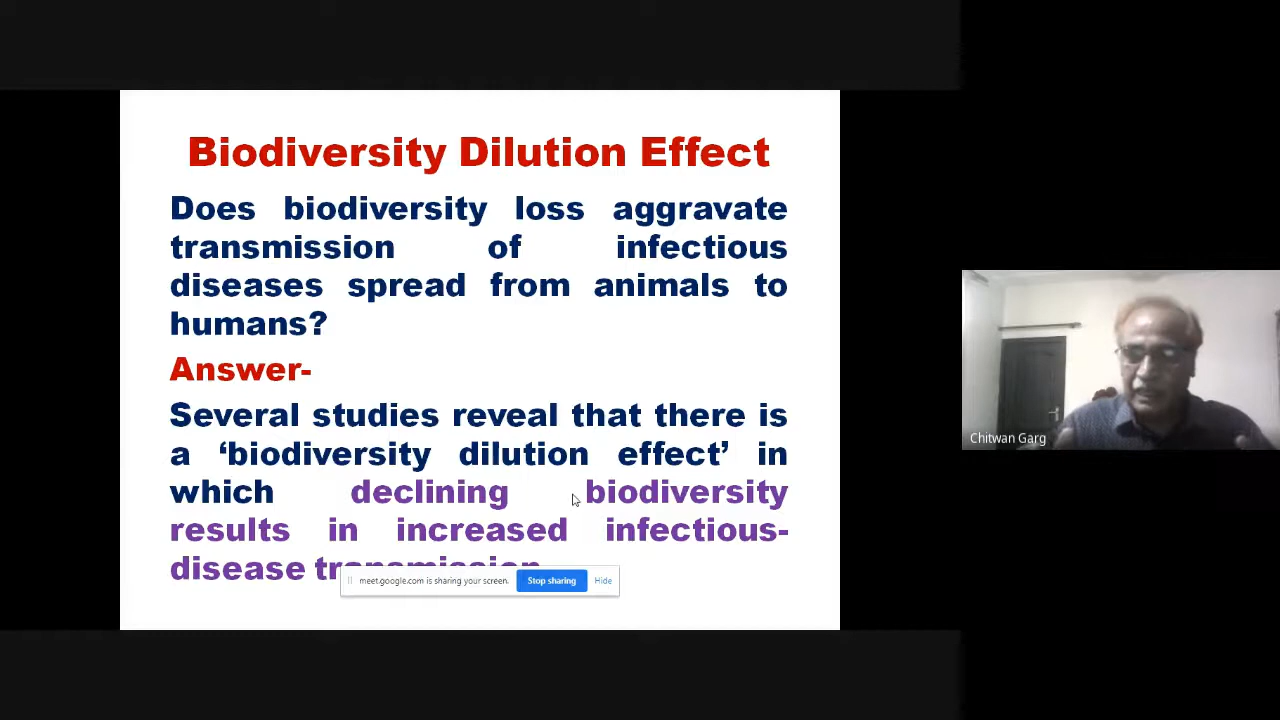 Biodiversity Dilution Effect
Does biodiversity loss aggravate
transmission of infectious
diseases spread from animals to
humans?
Answer-
Several studies reveal that there is
a ‘biodiversity dilution effect’ in
which declining biodiversity
results in increased infectious-
disease
meet.google.com is sharing your screen. Stop sharing Hide
Chitwan Garg